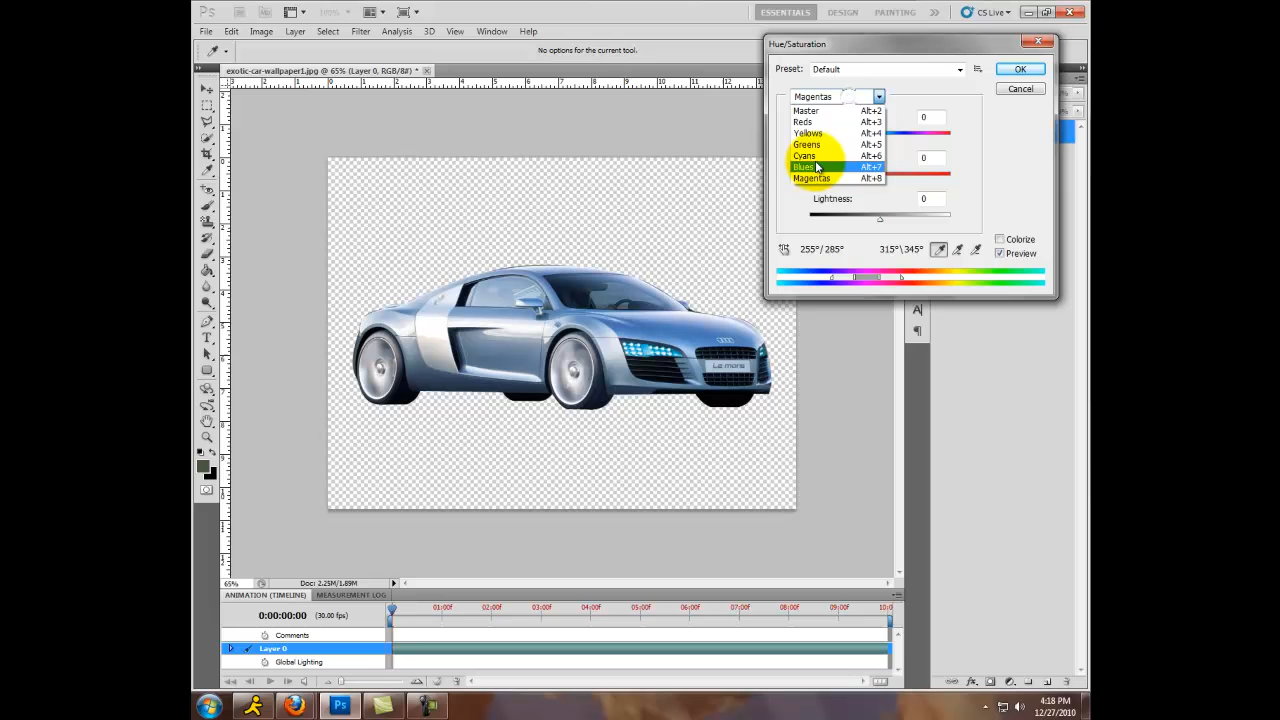 Ps 100% ESSENTIALS DESIGN PAINTING CS Live
File Edit Image Layer Select Filter Analysis 3D View Window Help
No options for the current tool.
exotic-car-wallpaper1.jpg @ 65% (Layer 0, RGB/8#) *
Hue/Saturation
Preset: Default
OK
Cancel
Magentas
Master Alt+2
Reds Alt+3
Yellows Alt+4
Greens Alt+5
Cyans Alt+6
Blues Alt+7
Magentas Alt+8
0
0
Lightness: 0
255°/285° 315°\345°
Colorize
Preview
Le mans
65% Doc: 2.25M/1.89M
ANIMATION (TIMELINE) MEASUREMENT LOG
0:00:00:00 (30.00 fps)
01:00f 02:00f 03:00f 04:00f 05:00f 06:00f 07:00f 08:00f 09:00f 10:0
Comments
Layer 0
Global Lighting
Ps
4:18 PM
12/27/2010